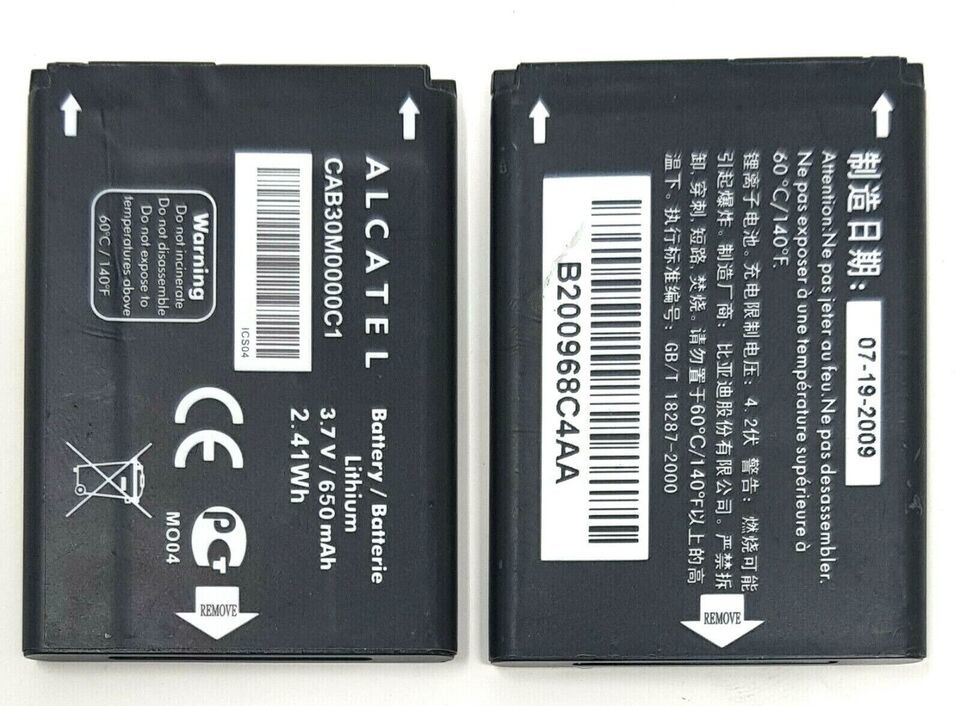 ALCATEL
Battery / Batterie
Lithium
CAB30M0000C1
3.7 V / 650 mAh
2.41Wh
ICS04
Warning
Do not incinerate
Do not disassemble
Do not expose to
temperatures above
60°C / 140°F
CE
PCT
MO04
REMOVE
制造日期:
07-19-2009
Attention:Ne pas jeter au feu.Ne pas desassembler.
Ne pas exposer à une température supérieure à
60°C/140°F.
锂离子电池。充电限制电压: 4.2伏 警告: 燃烧可能
引起爆炸。制造厂商: 比亚迪股份有限公司。严禁拆
卸,穿刺,短路,焚烧。请勿置于60°C/140°F以上的高
温下。执行标准编号: GB/T 18287-2000
B200968C4AA
REMOVE